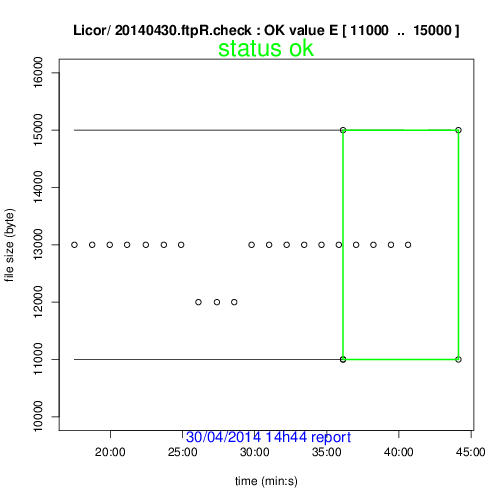 Licor/ 20140430.ftpR.check : OK value E [ 11000 .. 15000 ]
status ok
16000
15000
14000
13000
12000
11000
10000
file size (byte)
30/04/2014 14h44 report
20:00 25:00 30:00 35:00 40:00 45:00
time (min:s)